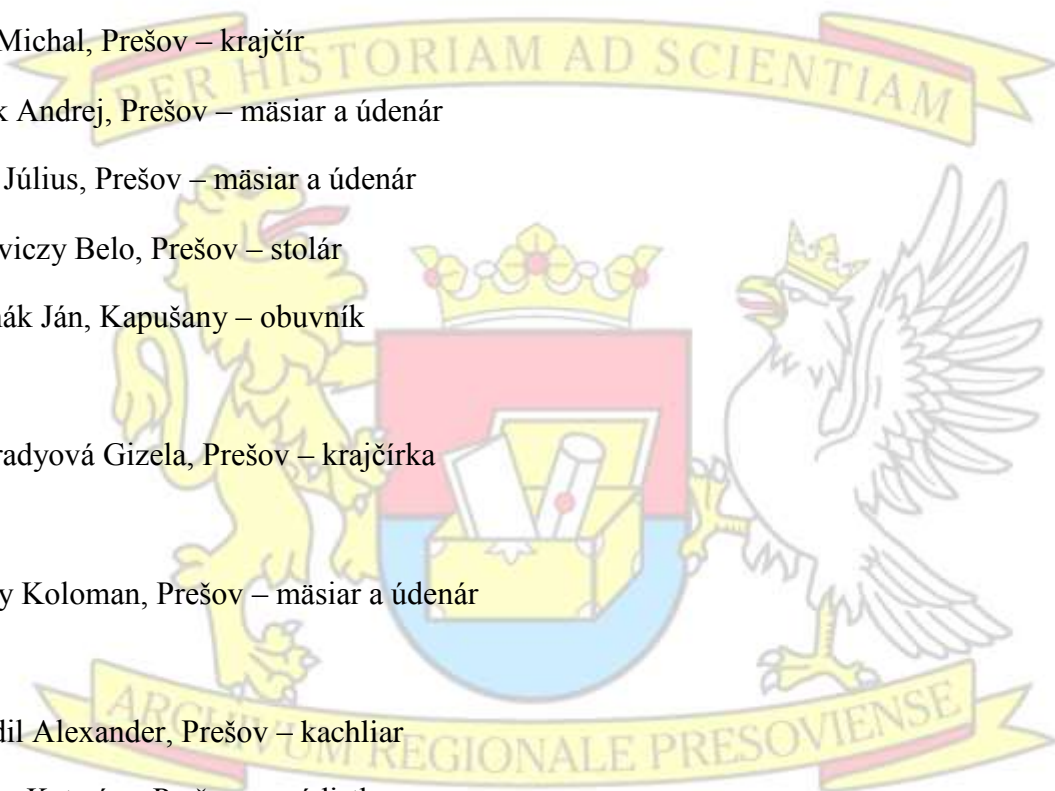 PER HISTORIAM AD SCIENTIAM
Michal, Prešov – krajčír
k Andrej, Prešov – mäsiar a údenár
Július, Prešov – mäsiar a údenár
viczy Belo, Prešov – stolár
ák Ján, Kapušany – obuvník
radyová Gizela, Prešov – krajčírka
y Koloman, Prešov – mäsiar a údenár
dil Alexander, Prešov – kachliar
ARCHIVUM REGIONALE PRESOVIENSE